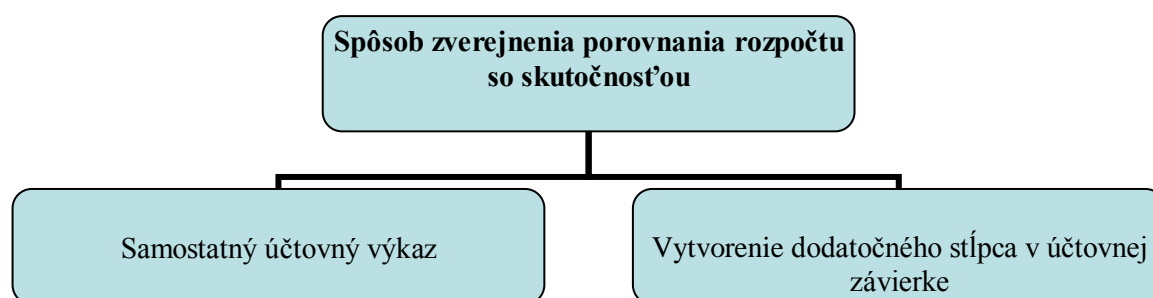 Spôsob zverejnenia porovnania rozpočtu
so skutočnosťou
Samostatný účtovný výkaz
Vytvorenie dodatočného stĺpca v účtovnej
závierke